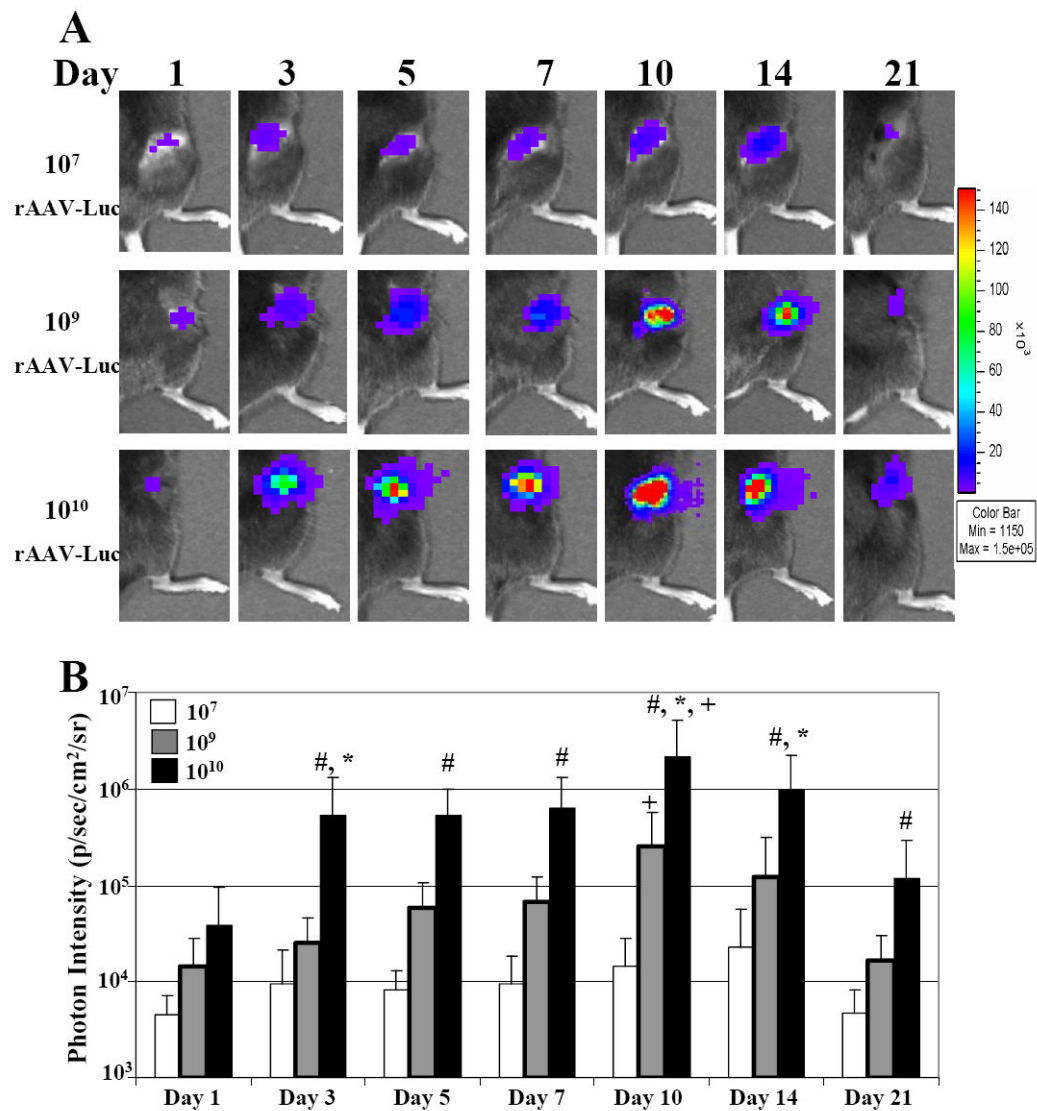 A
Day 1 3 5 7 10 14 21
10⁷
rAAV-Luc
10⁹
rAAV-Luc
10¹⁰
rAAV-Luc
140
120
100
80
60
40
20
×10³
Color Bar
Min = 1150
Max = 1.5e+05
B
Photon Intensity (p/sec/cm²/sr)
10⁷
10⁶
10⁵
10⁴
10³
10⁷
10⁹
10¹⁰
#, *
#
#
+
#, *, +
#, *
#
Day 1 Day 3 Day 5 Day 7 Day 10 Day 14 Day 21